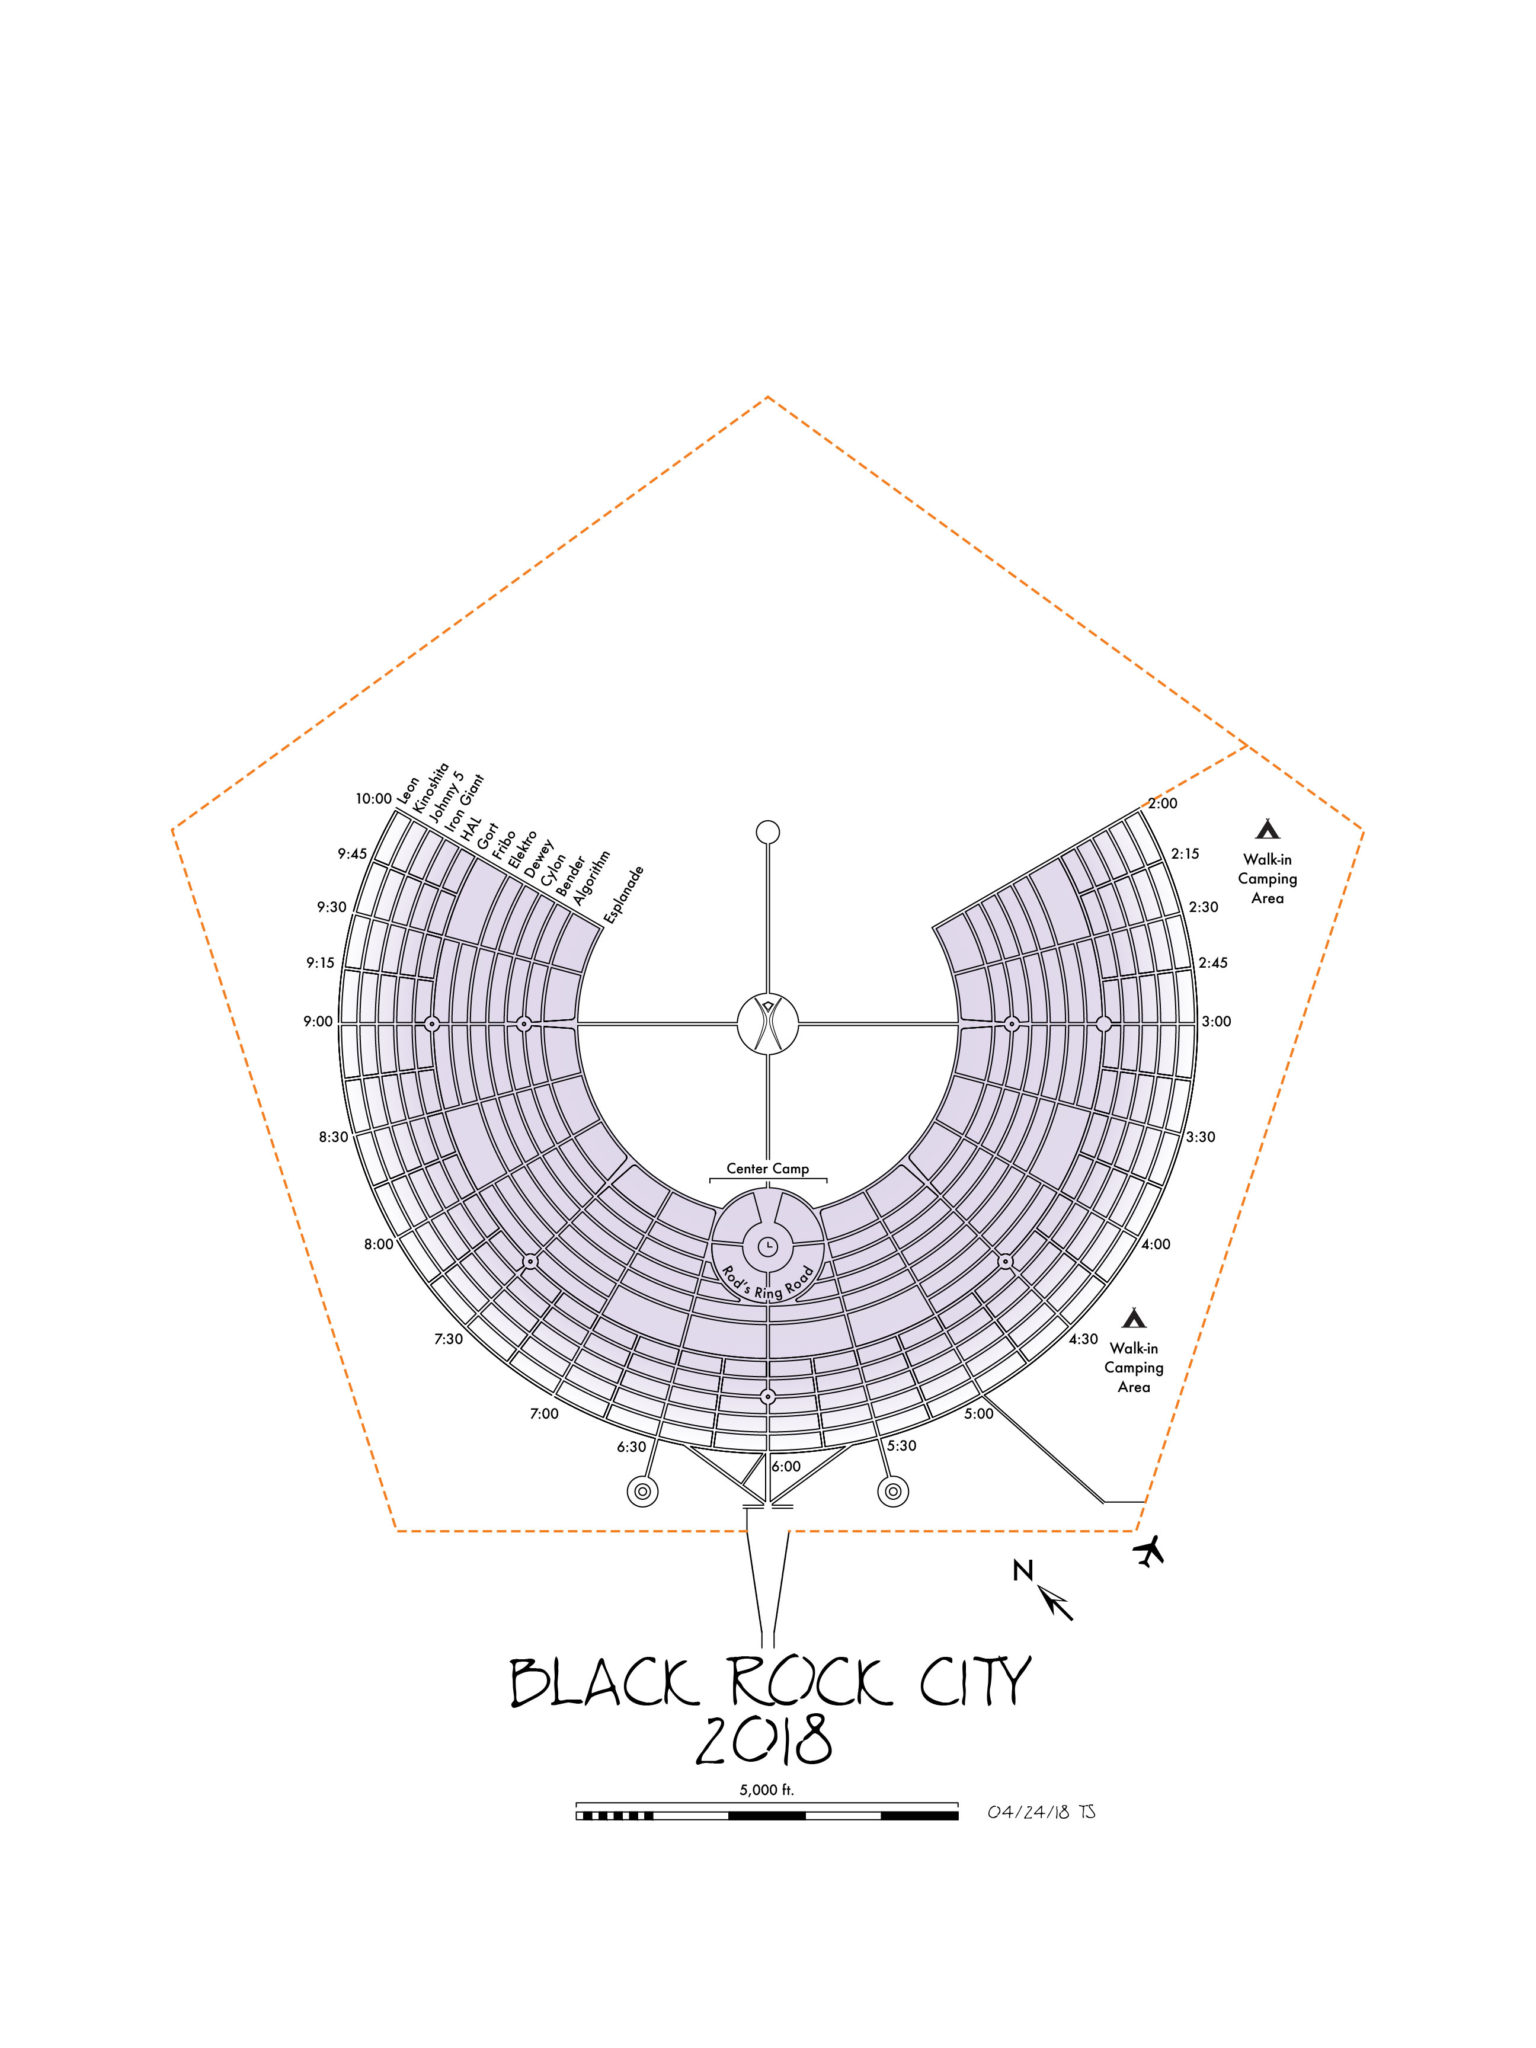 Leon
Kinoshita
Johnny 5
Iron Giant
HAL
Gort
Fribo
Elektro
Dewey
Cylon
Bender
Algorithm
Esplanade
10:00
9:45
9:30
9:15
9:00
8:30
8:00
7:30
7:00
6:30
6:00
5:30
5:00
4:30
4:00
3:30
3:00
2:45
2:30
2:15
2:00
Walk-in
Camping
Area
Center Camp
Rod's Ring Road
Walk-in
Camping
Area
N
BLACK ROCK CITY
2018
5,000 ft.
04/24/18 TS